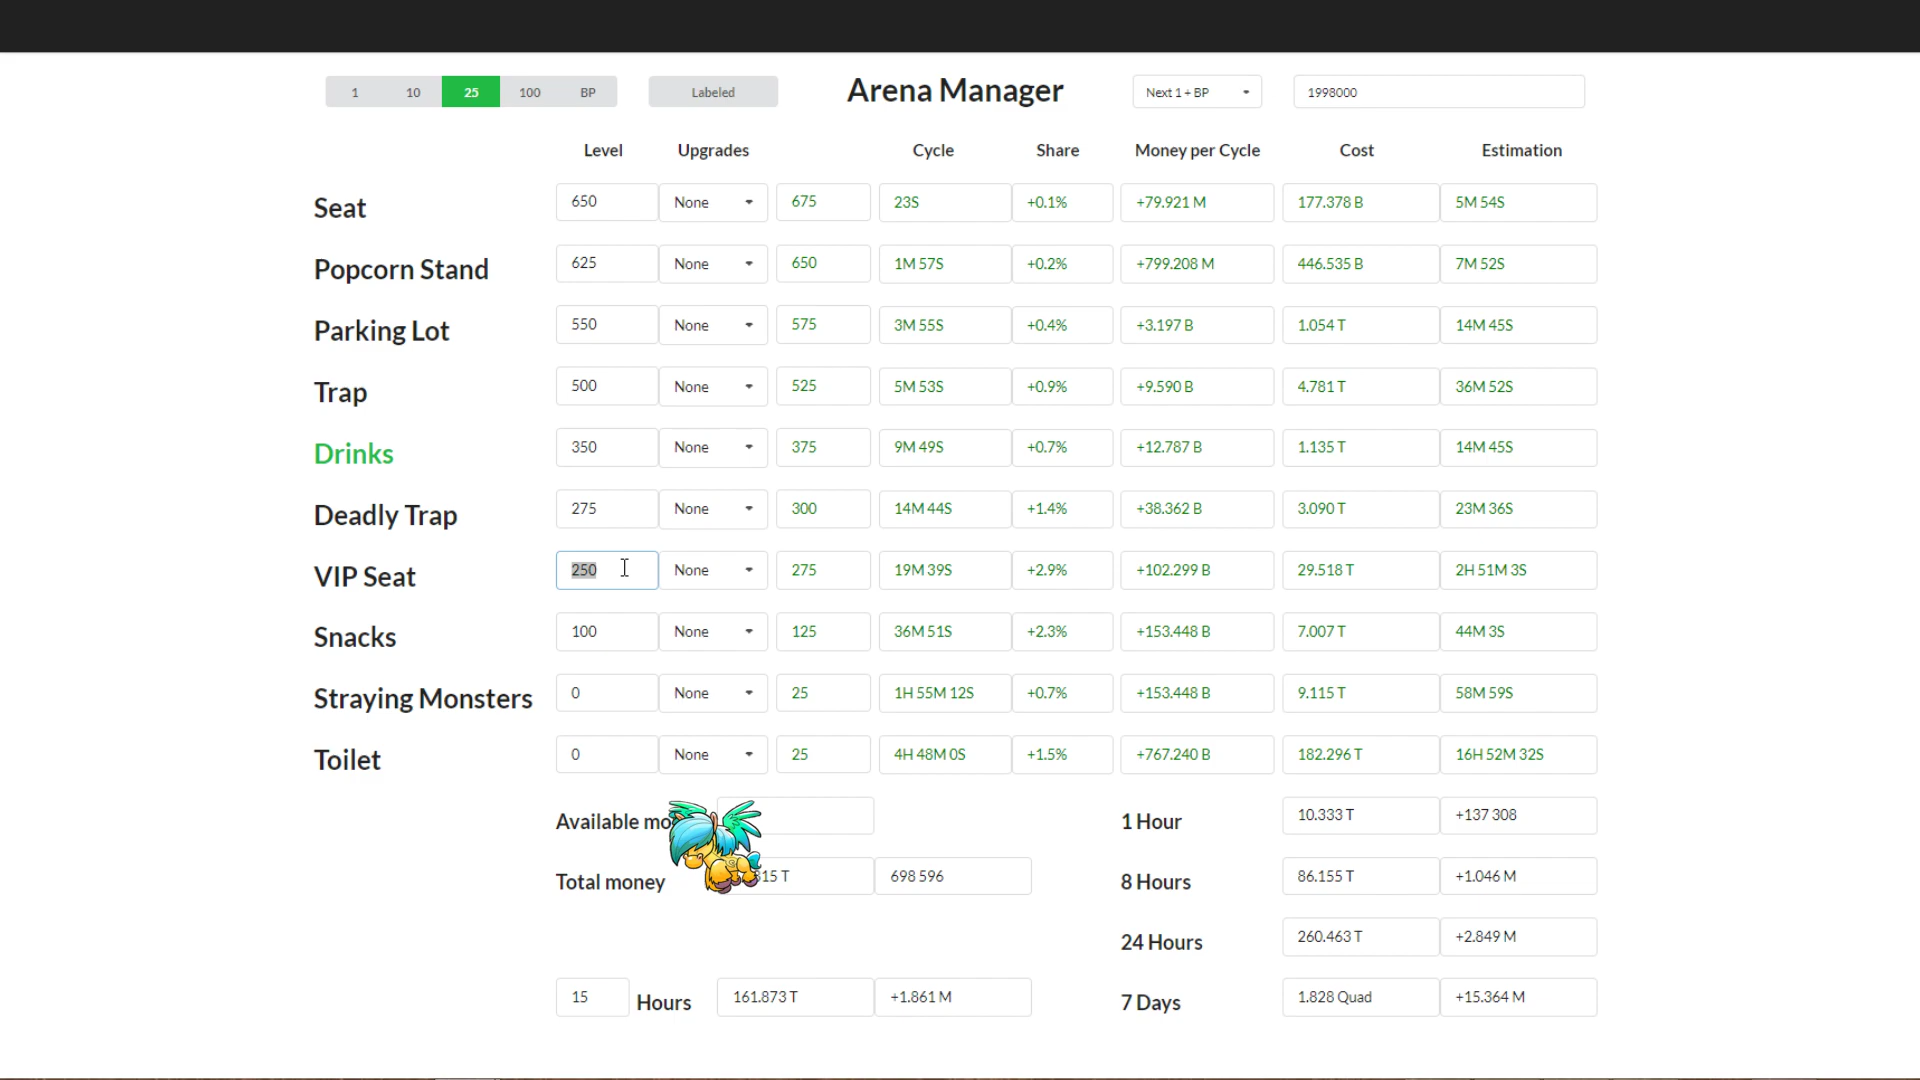 1 10 25 100 BP Labeled Arena Manager Next 1 + BP 1998000
Level Upgrades Cycle Share Money per Cycle Cost Estimation
Seat 650 None 675 23S +0.1% +79.921 M 177.378 B 5M 54S
Popcorn Stand 625 None 650 1M 57S +0.2% +799.208 M 446.535 B 7M 52S
Parking Lot 550 None 575 3M 55S +0.4% +3.197 B 1.054 T 14M 45S
Trap 500 None 525 5M 53S +0.9% +9.590 B 4.781 T 36M 52S
Drinks 350 None 375 9M 49S +0.7% +12.787 B 1.135 T 14M 45S
Deadly Trap 275 None 300 14M 44S +1.4% +38.362 B 3.090 T 23M 36S
VIP Seat 250 None 275 19M 39S +2.9% +102.299 B 29.518 T 2H 51M 3S
Snacks 100 None 125 36M 51S +2.3% +153.448 B 7.007 T 44M 3S
Straying Monsters 0 None 25 1H 55M 12S +0.7% +153.448 B 9.115 T 58M 59S
Toilet 0 None 25 4H 48M 0S +1.5% +767.240 B 182.296 T 16H 52M 32S
Available 1 Hour 10.333 T +137 308
Total money T 698 596 8 Hours 86.155 T +1.046 M
24 Hours 260.463 T +2.849 M
15 Hours 161.873 T +1.861 M 7 Days 1.828 Quad +15.364 M